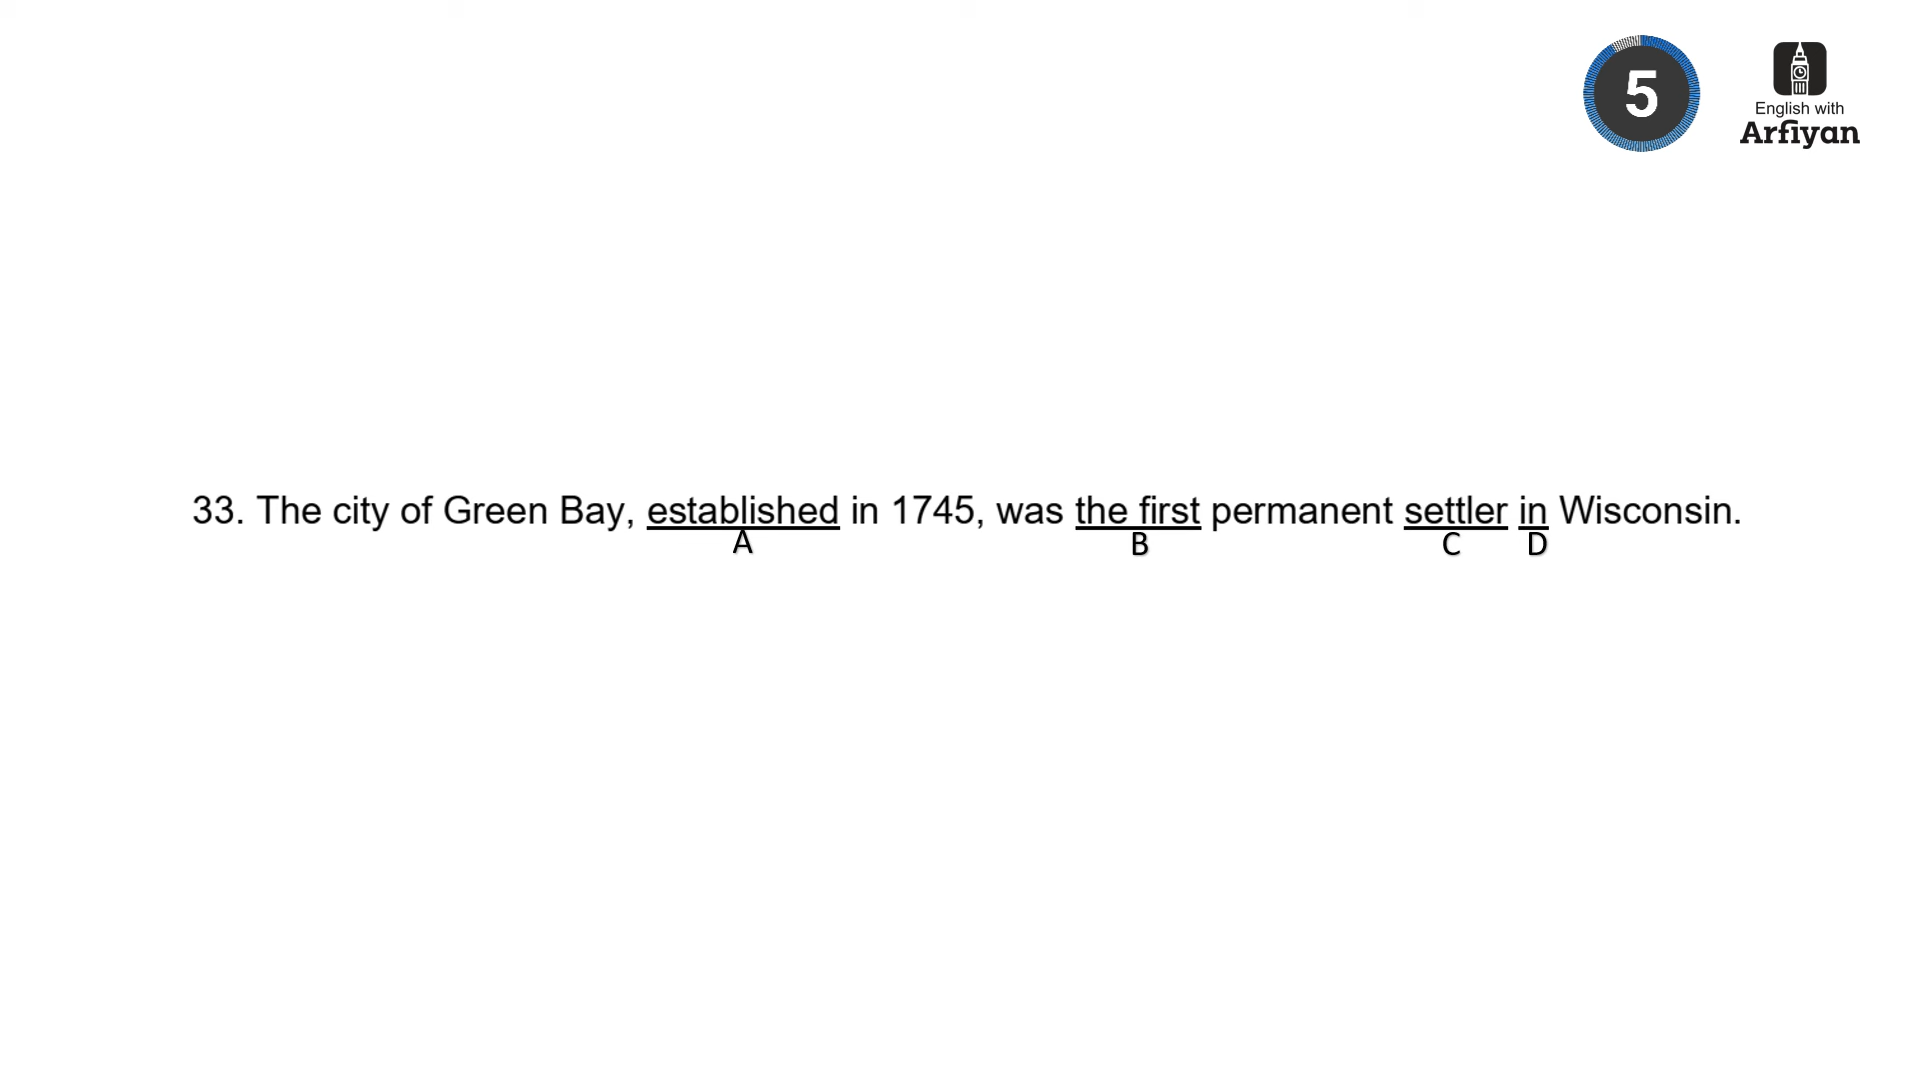 5
English with
Arfiyan
33. The city of Green Bay, established in 1745, was the first permanent settler in Wisconsin.
A B C D